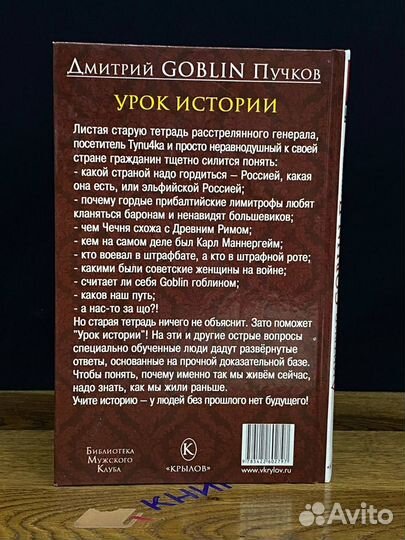 Дмитрий GOBLIN Пучков
УРОК ИСТОРИИ
Листая старую тетрадь расстрелянного генерала,
посетитель Tynu4ka и просто неравнодушный к своей
стране гражданин тщетно силится понять:
- какой страной надо гордиться – Россией, какая
она есть, или эльфийской Россией;
- почему гордые прибалтийские лимитрофы любят
кланяться баронам и ненавидят большевиков;
- чем Чечня схожа с Древним Римом;
- кем на самом деле был Карл Маннергейм;
- кто воевал в штрафбате, а кто в штрафной роте;
- какими были советские женщины на войне;
- считает ли себя Goblin гоблином;
- каков наш путь;
- а нас-то за що?!
Но старая тетрадь ничего не объяснит. Зато поможет
"Урок истории"! На эти и другие острые вопросы
специально обученные люди дадут развёрнутые
ответы, основанные на прочной доказательной базе.
Чтобы понять, почему именно так мы живём сейчас,
надо знать, как мы жили раньше.
Учите историю – у людей без прошлого нет будущего!
Библиотека
Мужского
Клуба
К
«КРЫЛОВ»
9 785422 602797
www.vkrylov.ru
КНИГ
Avito